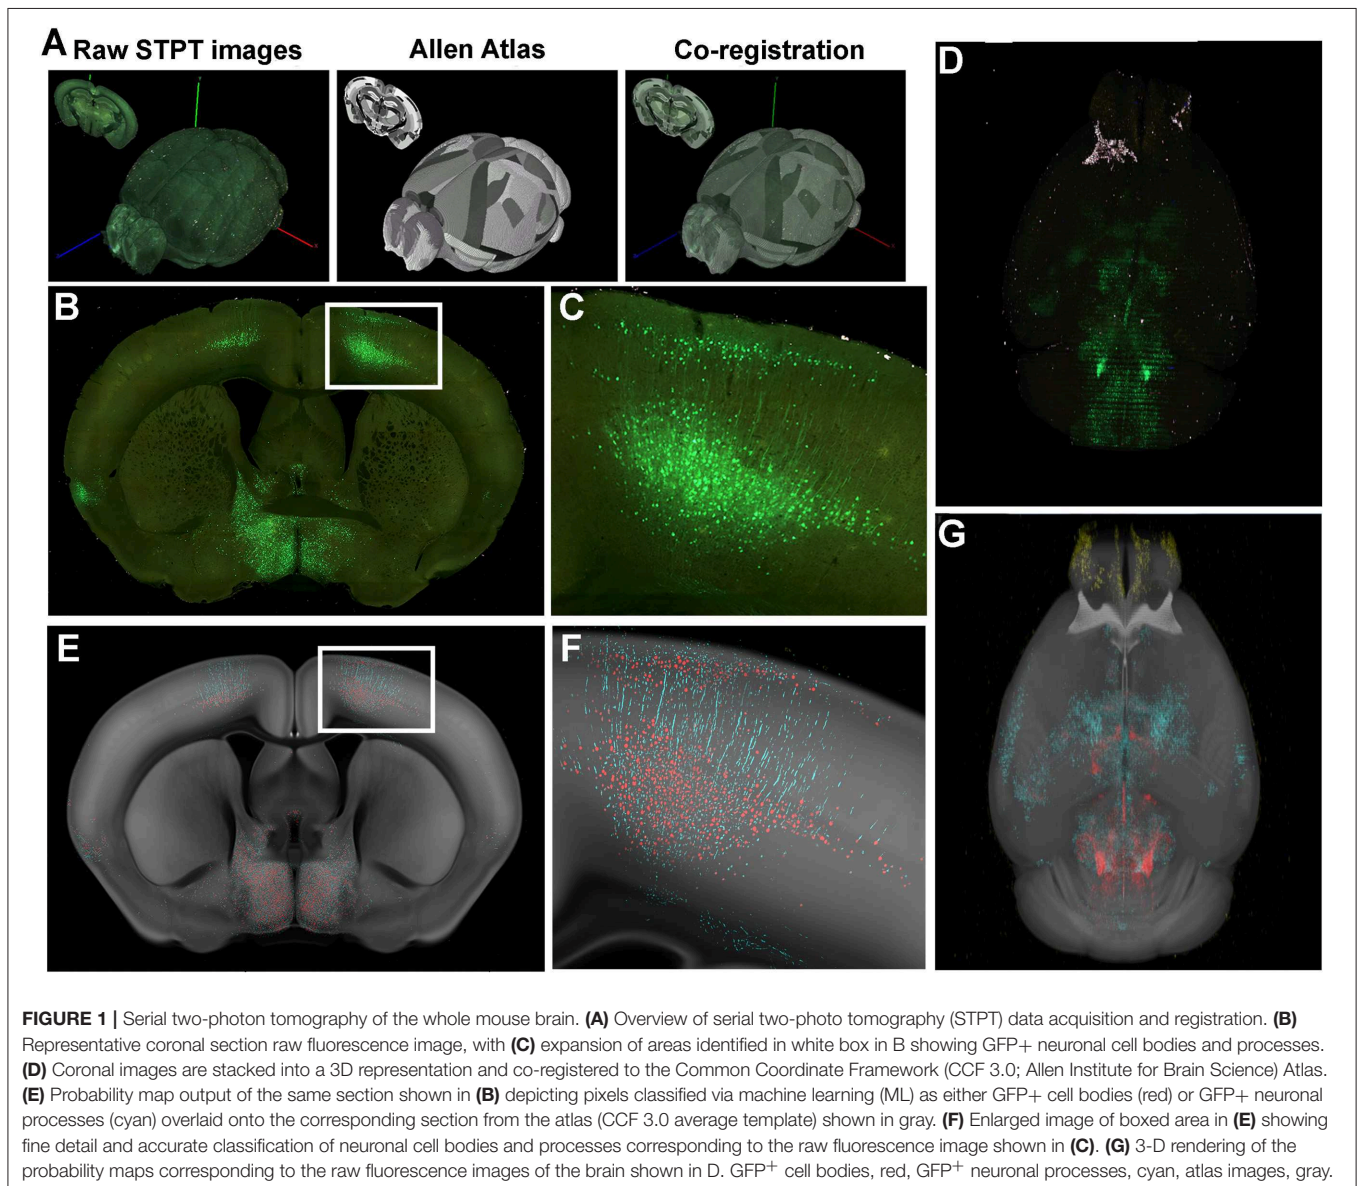 A Raw STPT images Allen Atlas Co-registration
D
B
C
E
F
G
FIGURE 1 | Serial two-photon tomography of the whole mouse brain. (A) Overview of serial two-photo tomography (STPT) data acquisition and registration. (B)
Representative coronal section raw fluorescence image, with (C) expansion of areas identified in white box in B showing GFP+ neuronal cell bodies and processes.
(D) Coronal images are stacked into a 3D representation and co-registered to the Common Coordinate Framework (CCF 3.0; Allen Institute for Brain Science) Atlas.
(E) Probability map output of the same section shown in (B) depicting pixels classified via machine learning (ML) as either GFP+ cell bodies (red) or GFP+ neuronal
processes (cyan) overlaid onto the corresponding section from the atlas (CCF 3.0 average template) shown in gray. (F) Enlarged image of boxed area in (E) showing
fine detail and accurate classification of neuronal cell bodies and processes corresponding to the raw fluorescence image shown in (C). (G) 3-D rendering of the
probability maps corresponding to the raw fluorescence images of the brain shown in D. GFP+ cell bodies, red, GFP+ neuronal processes, cyan, atlas images, gray.